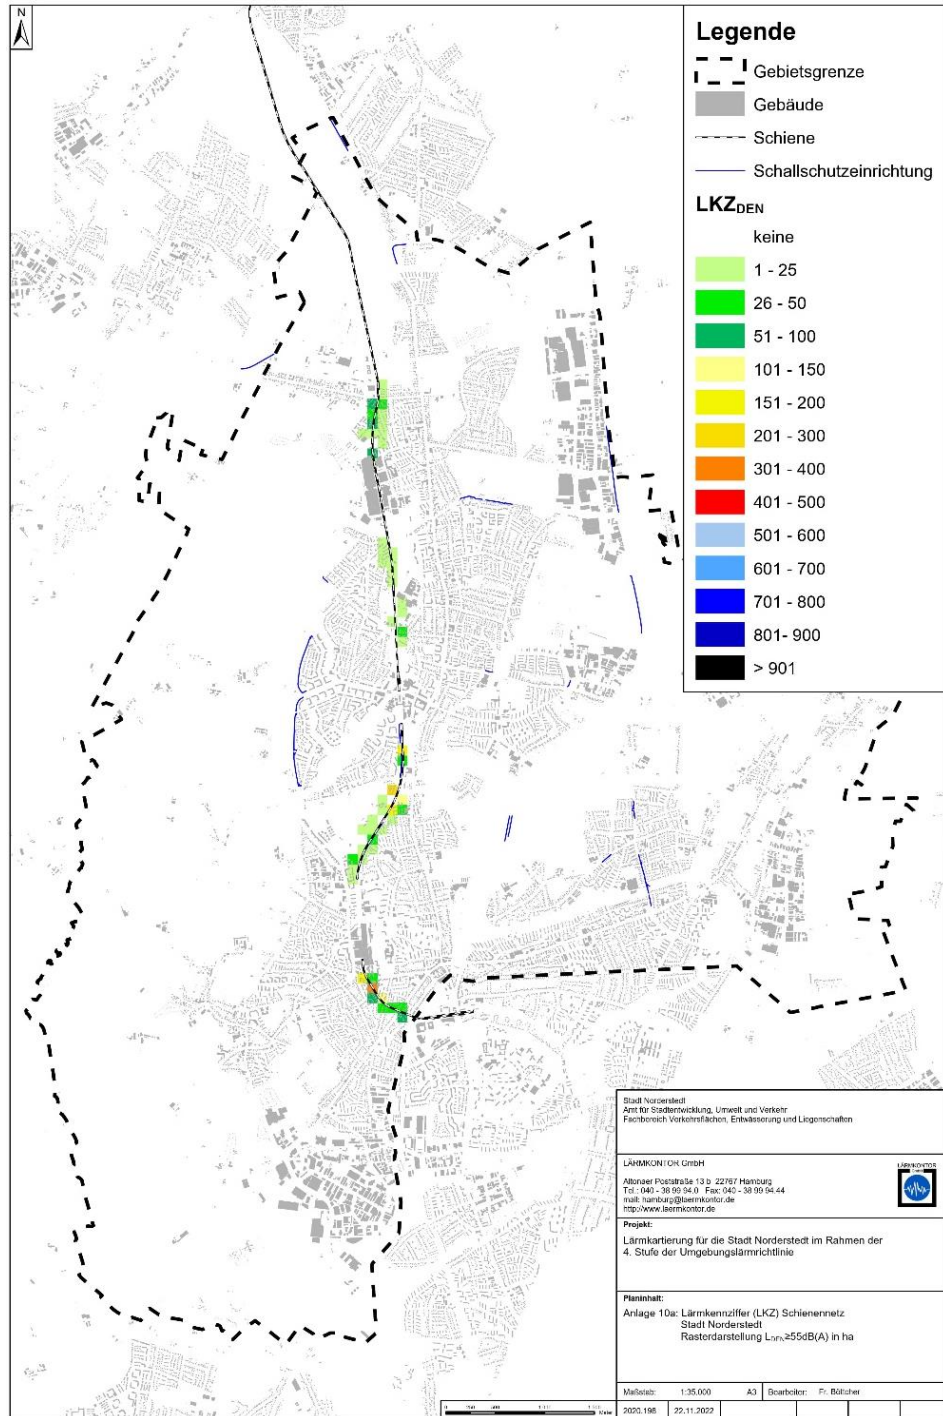 N
Legende
Gebietsgrenze
Gebäude
Schiene
Schallschutzeinrichtung
LKZDEN
keine
1 - 25
26 - 50
51 - 100
101 - 150
151 - 200
201 - 300
301 - 400
401 - 500
501 - 600
601 - 700
701 - 800
801- 900
> 901
Stadt Norderstedt
Amt für Stadtentwicklung, Umwelt und Verkehr
Fachbereich Verkehrsflächen, Entwässerung und Liegenschaften
LÄRMKONTOR GmbH
Altonaer Poststraße 13 b 22767 Hamburg
Tel.: 040 - 38 99 94.0 Fax: 040 - 38 99 94.44
mail: hamburg@laermkontor.de
http://www.laermkontor.de
LÄRMKONTOR
Projekt:
Lärmkartierung für die Stadt Norderstedt im Rahmen der
4. Stufe der Umgebungslärmrichtlinie
Planinhalt:
Anlage 10a: Lärmkennziffer (LKZ) Schienennetz
Stadt Norderstedt
Rasterdarstellung LDEN≥55dB(A) in ha
Maßstab: 1:35.000 A3 Bearbeiter: Fr. Böttcher
2020.198 22.11.2022
0 250 500
Meter